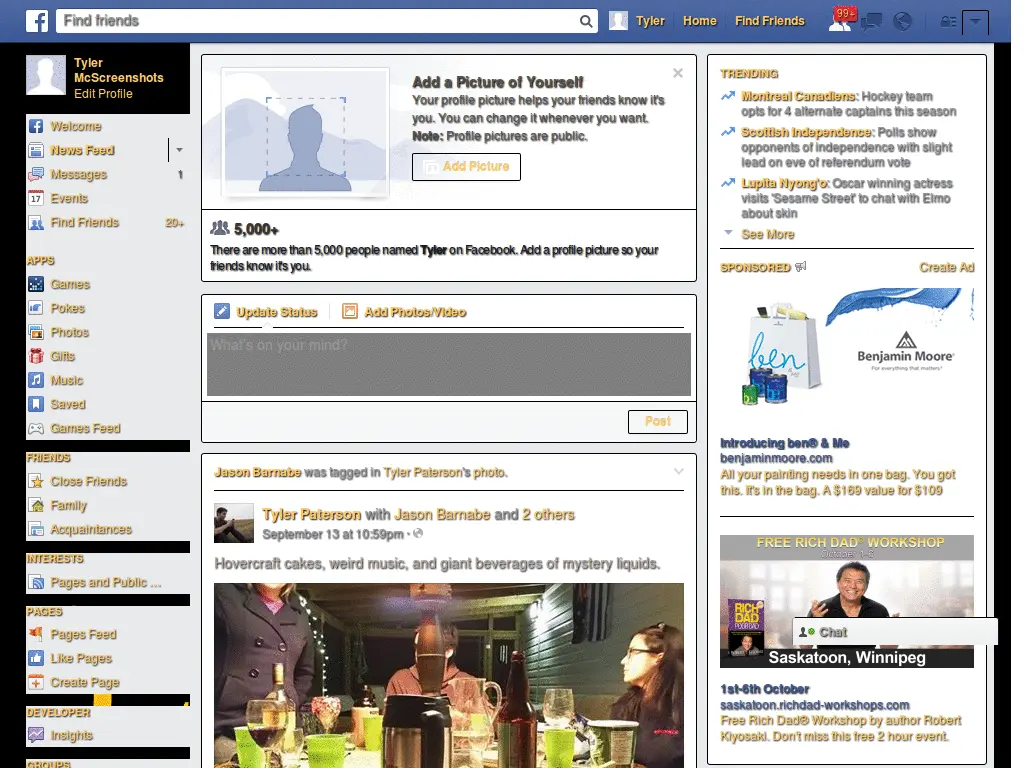 Find friends
Tyler
Home
Find Friends
99+
Tyler
McScreenshots
Edit Profile
Welcome
News Feed
Messages 1
17 Events
Find Friends 20+
APPS
Games
Pokes
Photos
Gifts
Music
Saved
Games Feed
FRIENDS
Close Friends
Family
Acquaintances
INTERESTS
Pages and Public ...
PAGES
Pages Feed
Like Pages
Create Page
DEVELOPER
Insights
GROUPS
Add a Picture of Yourself
Your profile picture helps your friends know it's
you. You can change it whenever you want.
Note: Profile pictures are public.
Add Picture
5,000+
There are more than 5,000 people named Tyler on Facebook. Add a profile picture so your
friends know it's you.
Update Status
Add Photos/Video
What's on your mind?
Post
Jason Barnabe was tagged in Tyler Paterson's photo.
Tyler Paterson with Jason Barnabe and 2 others
September 13 at 10:59pm ·
Hovercraft cakes, weird music, and giant beverages of mystery liquids.
TRENDING
Montreal Canadiens: Hockey team
opts for 4 alternate captains this season
Scottish Independence: Polls show
opponents of independence with slight
lead on eve of referendum vote
Lupita Nyong'o: Oscar winning actress
visits 'Sesame Street' to chat with Elmo
about skin
See More
SPONSORED
Create Ad
ben
Benjamin Moore
For everything that matters
Introducing ben® & Me
benjaminmoore.com
All your painting needs in one bag. You got
this. It's in the bag. A $169 value for $109
FREE RICH DAD® WORKSHOP
October 1-6
RICH
DAD
POOR DAD
Chat
Saskatoon, Winnipeg
1st-6th October
saskatoon.richdad-workshops.com
Free Rich Dad® Workshop by author Robert
Kiyosaki. Don't miss this free 2 hour event.